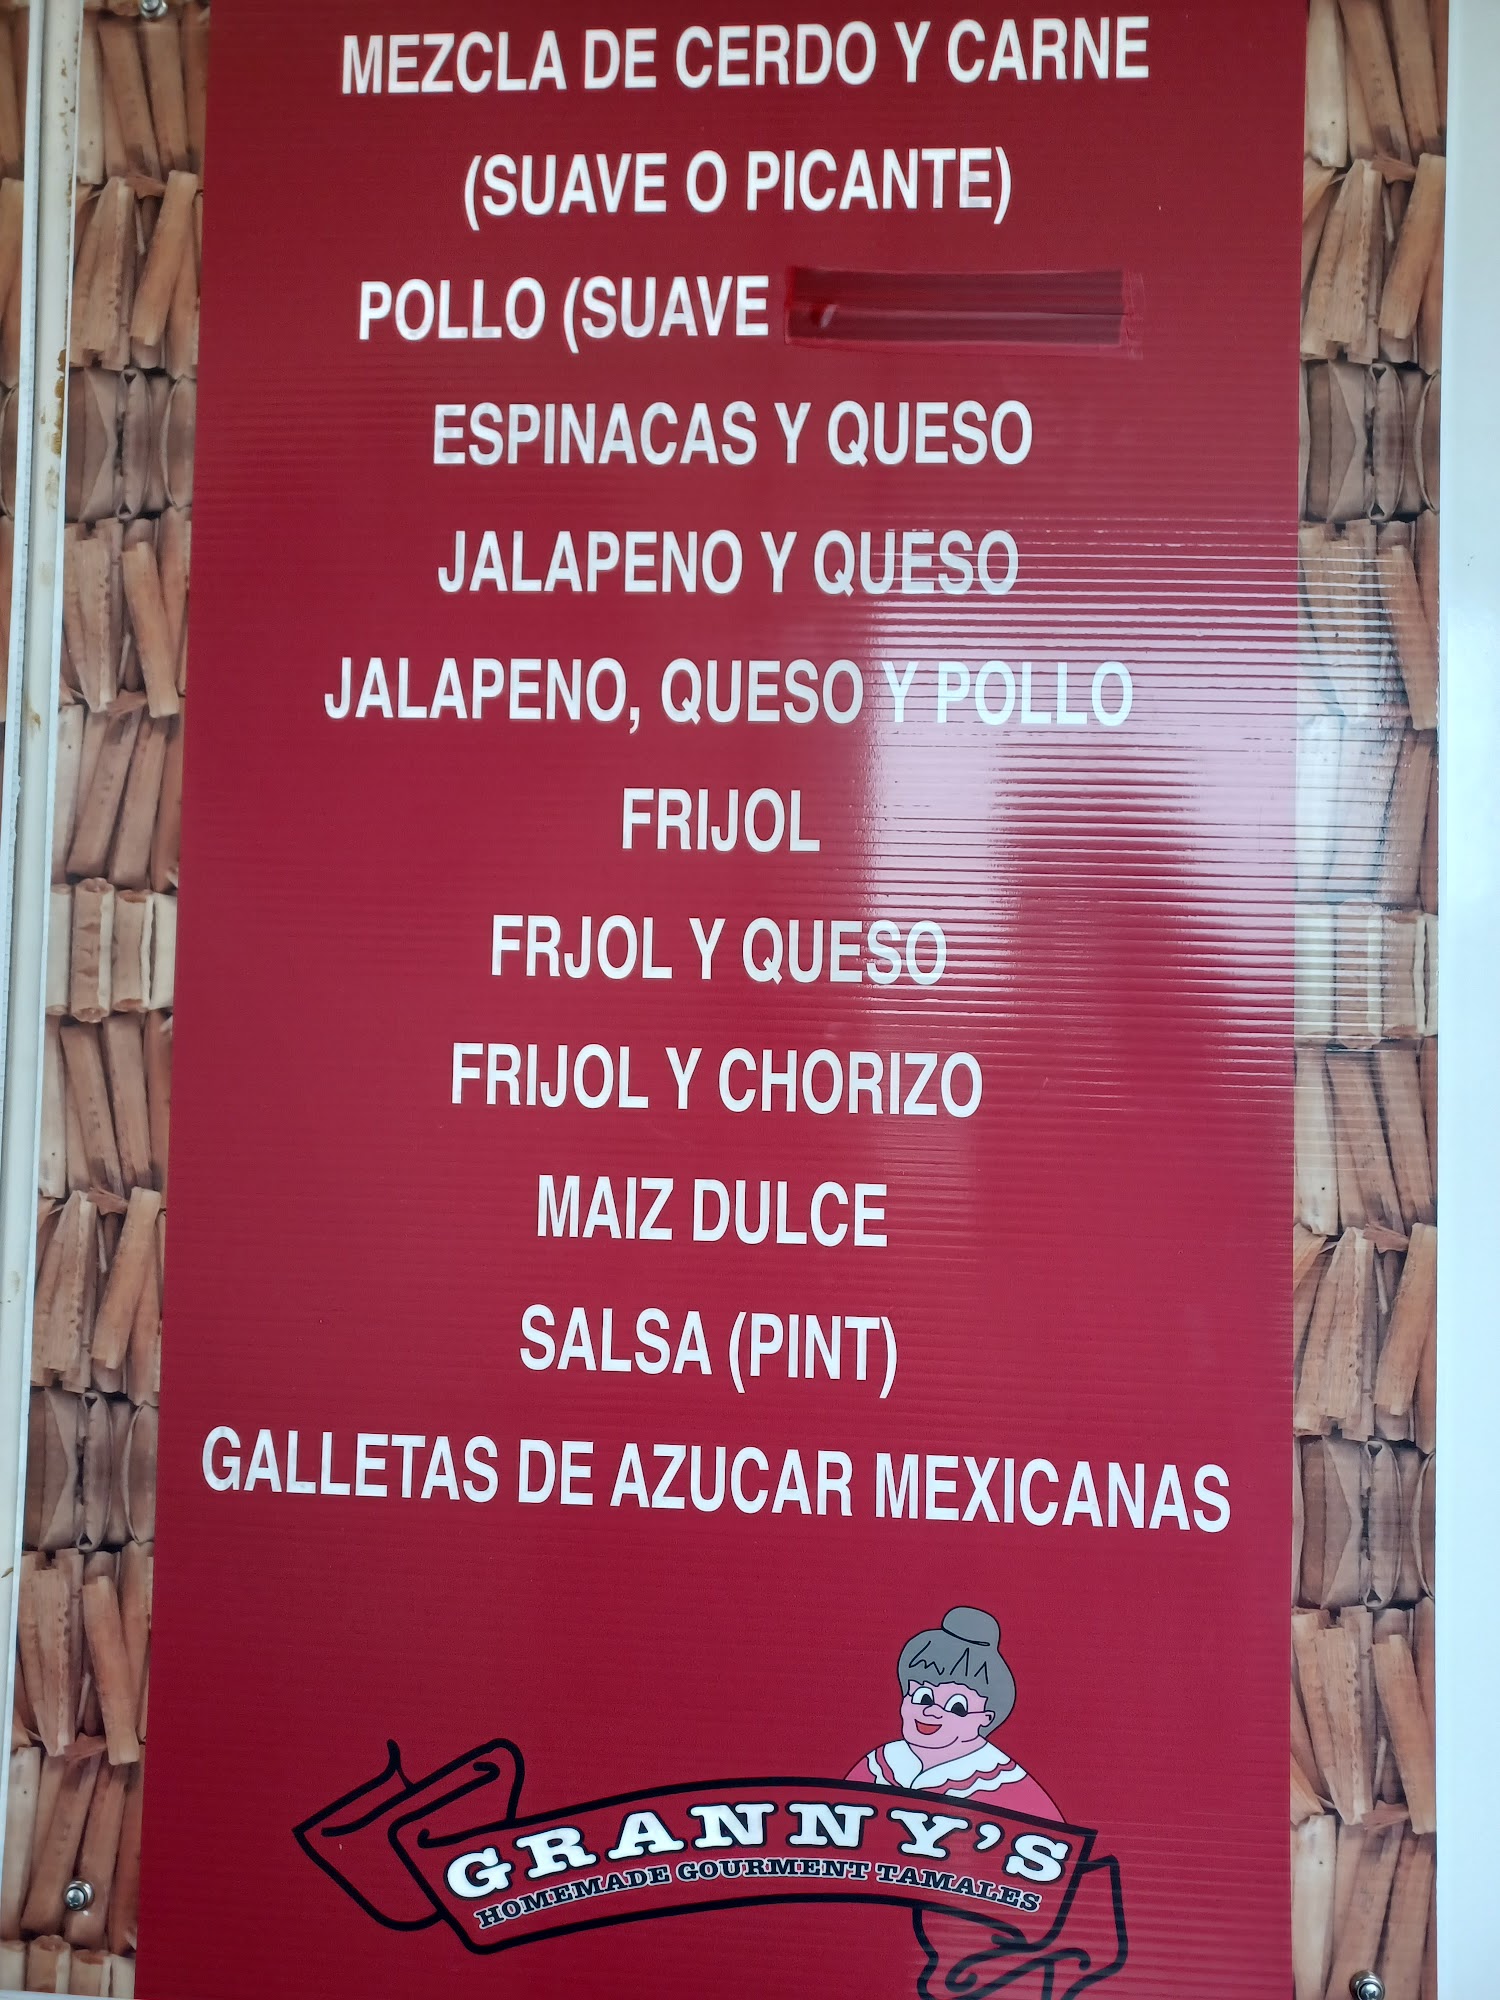 MEZCLA DE CERDO Y CARNE
(SUAVE O PICANTE)
POLLO (SUAVE
ESPINACAS Y QUESO
JALAPENO Y QUESO
JALAPENO, QUESO Y POLLO
FRIJOL
FRJOL Y QUESO
FRIJOL Y CHORIZO
MAIZ DULCE
SALSA (PINT)
GALLETAS DE AZUCAR MEXICANAS
GRANNY'S
HOMEMADE GOURMENT TAMALES